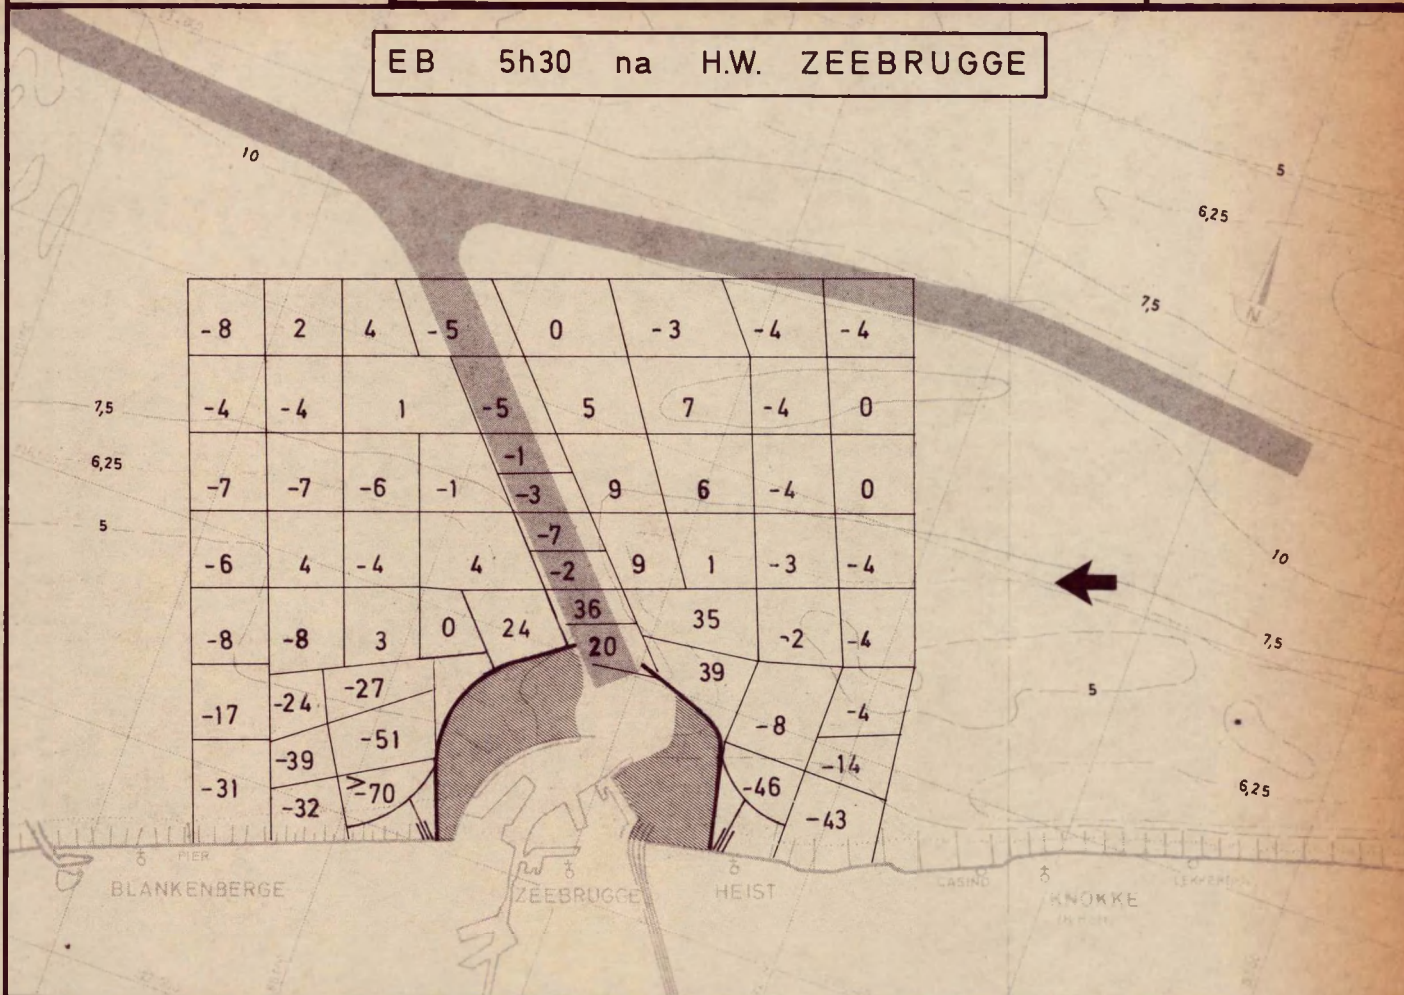 EB 5h30 na H.W. ZEEBRUGGE
10
5
6,25
7,5
N
-8 2 4 -5 0 -3 -4 -4
7,5
-4 -4 1 -5 5 7 -4 0
6,25
-1
-7 -7 -6 -1 -3 9 6 -4 0
5
-7
-6 4 -4 4 -2 9 1 -3 -4
10
36 35
-8 -8 3 0 24 20 -2 -4
7,5
39
-27
5
-17 -24 -8 -4
-51
-39 -14
-31 >-70 -46
6,25
-32 -43
PIER
BLANKENBERGE
ZEEBRUGGE
HEIST
CASINO
KNOKKE